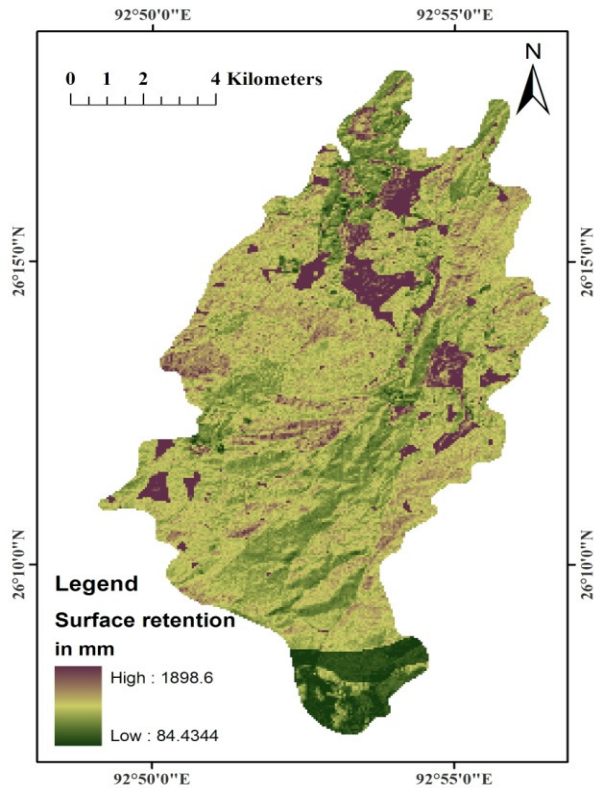 92°50'0"E 92°55'0"E
N
0 1 2 4 Kilometers
26°15'0"N 26°15'0"N
26°10'0"N 26°10'0"N
Legend
Surface retention
in mm
High : 1898.6
Low : 84.4344
92°50'0"E 92°55'0"E